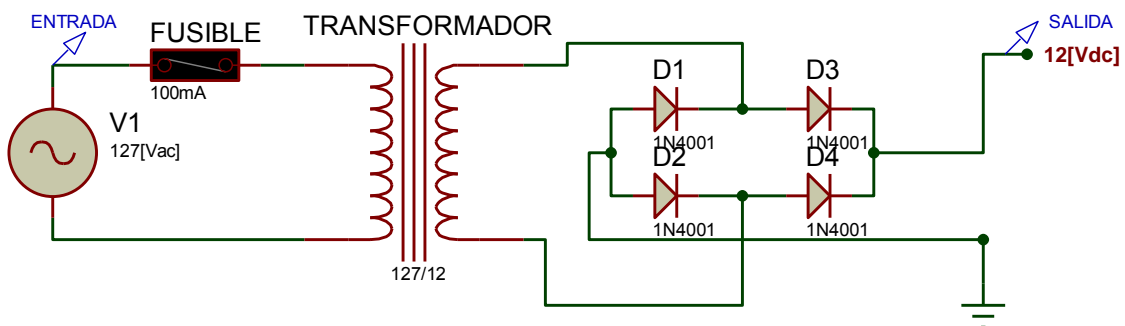 ENTRADA
FUSIBLE
100mA
TRANSFORMADOR
127/12
V1
127[Vac]
D1
1N4001
D3
1N4001
D2
1N4001
D4
1N4001
SALIDA
12[Vdc]